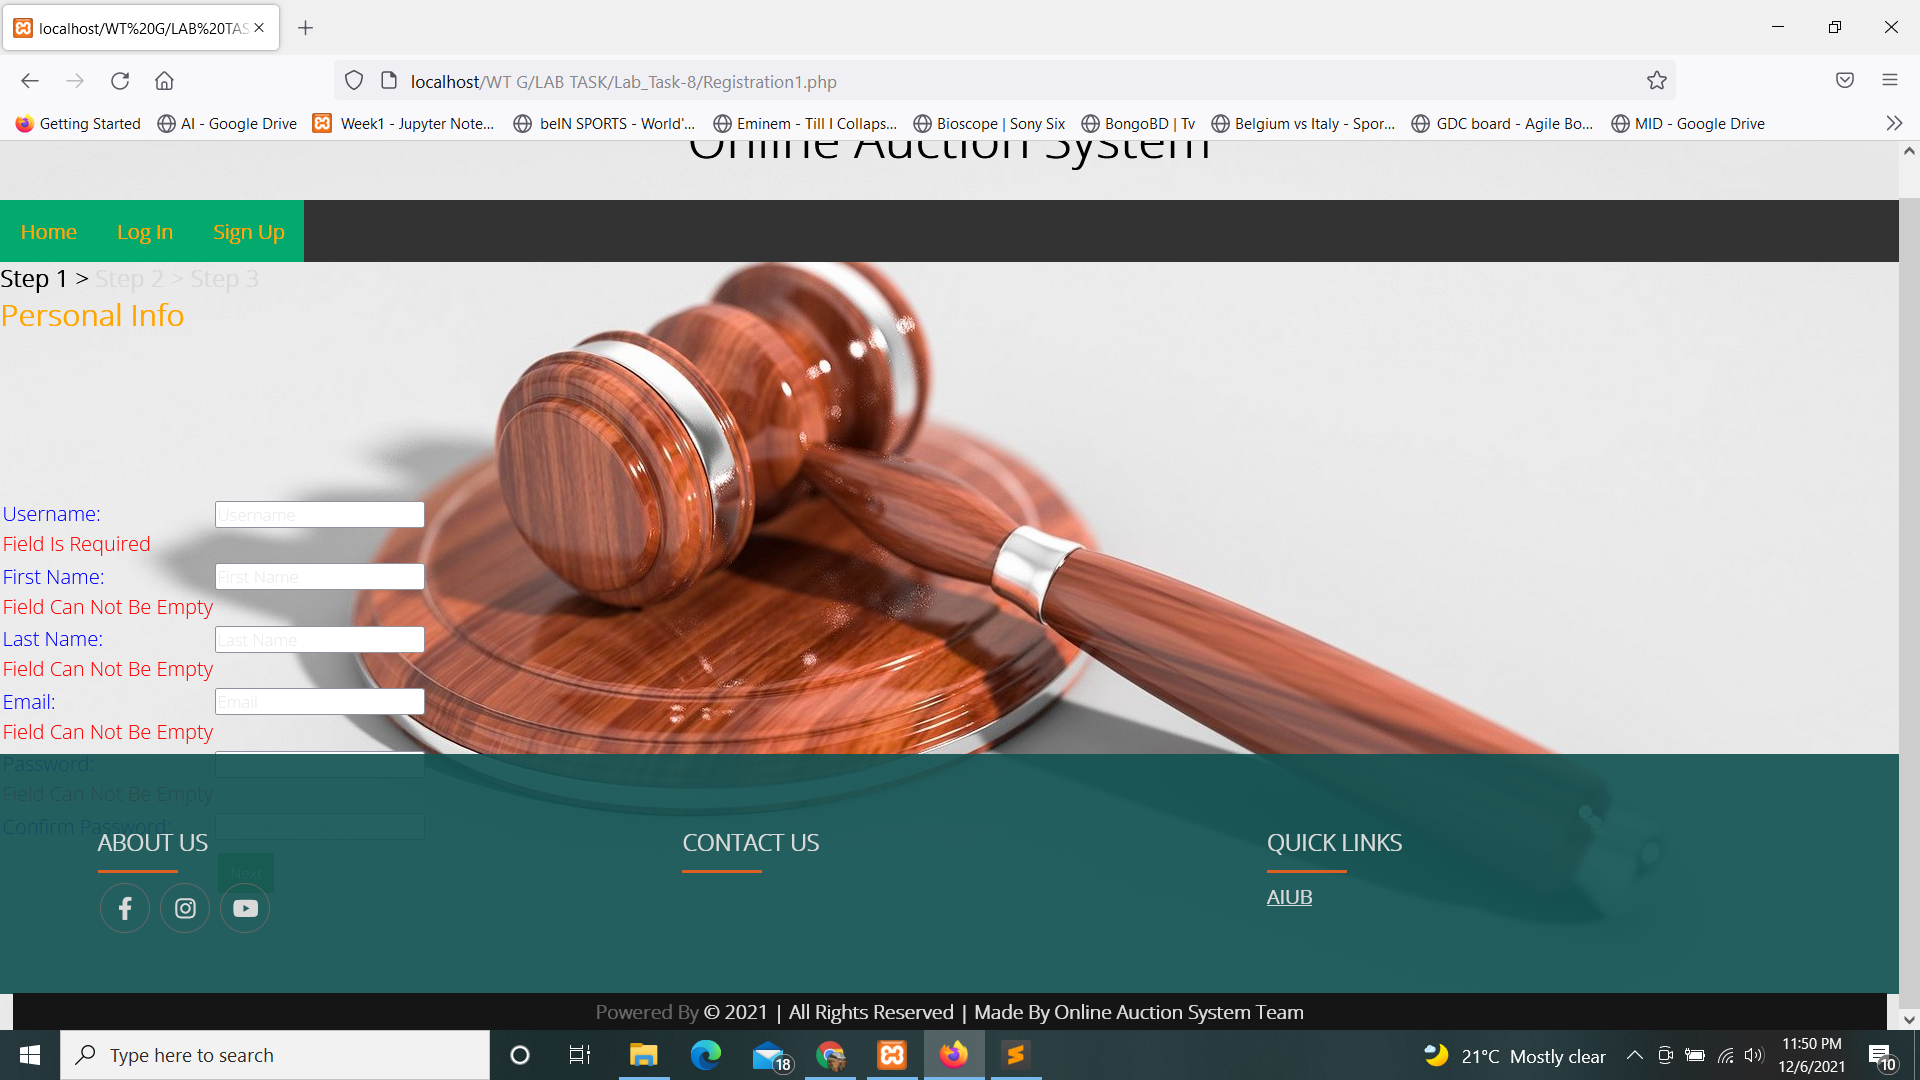 localhost/WT%20G/LAB%20TAS
localhost/WT G/LAB TASK/Lab_Task-8/Registration1.php
Getting Started
AI - Google Drive
Week1 - Jupyter Note...
beIN SPORTS - World'...
Eminem - Till I Collaps...
Bioscope | Sony Six
BongoBD | Tv
Belgium vs Italy - Spor...
GDC board - Agile Bo...
MID - Google Drive
Online Auction System
Home
Log In
Sign Up
Step 1 > Step 2 > Step 3
Personal Info
Username:
Username
Field Is Required
First Name:
First Name
Field Can Not Be Empty
Last Name:
Last Name
Field Can Not Be Empty
Email:
Email
Field Can Not Be Empty
Password:
Field Can Not Be Empty
Confirm Password:
Next
ABOUT US
CONTACT US
QUICK LINKS
AIUB
Powered By © 2021 | All Rights Reserved | Made By Online Auction System Team
Type here to search
18
21°C Mostly clear
11:50 PM
12/6/2021
10